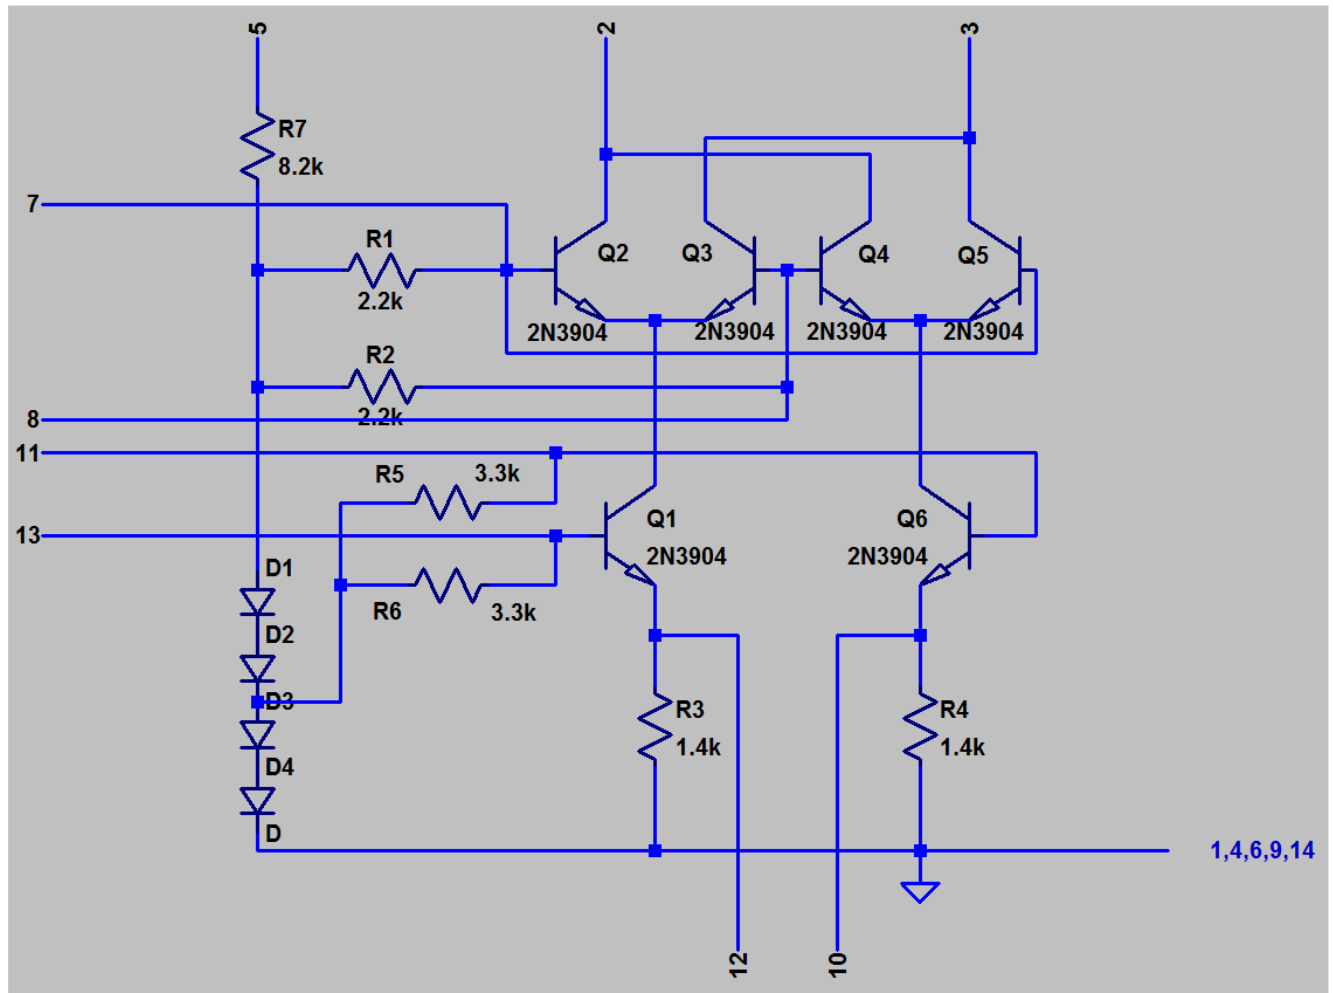 5
2
3
R7
8.2k
7
R1
2.2k
Q2
Q3
Q4
Q5
2N3904
2N3904
2N3904
2N3904
R2
2.2k
8
11
R5
3.3k
13
Q1
2N3904
Q6
2N3904
R6
3.3k
D1
D2
D3
D4
D
R3
1.4k
R4
1.4k
1,4,6,9,14
12
10